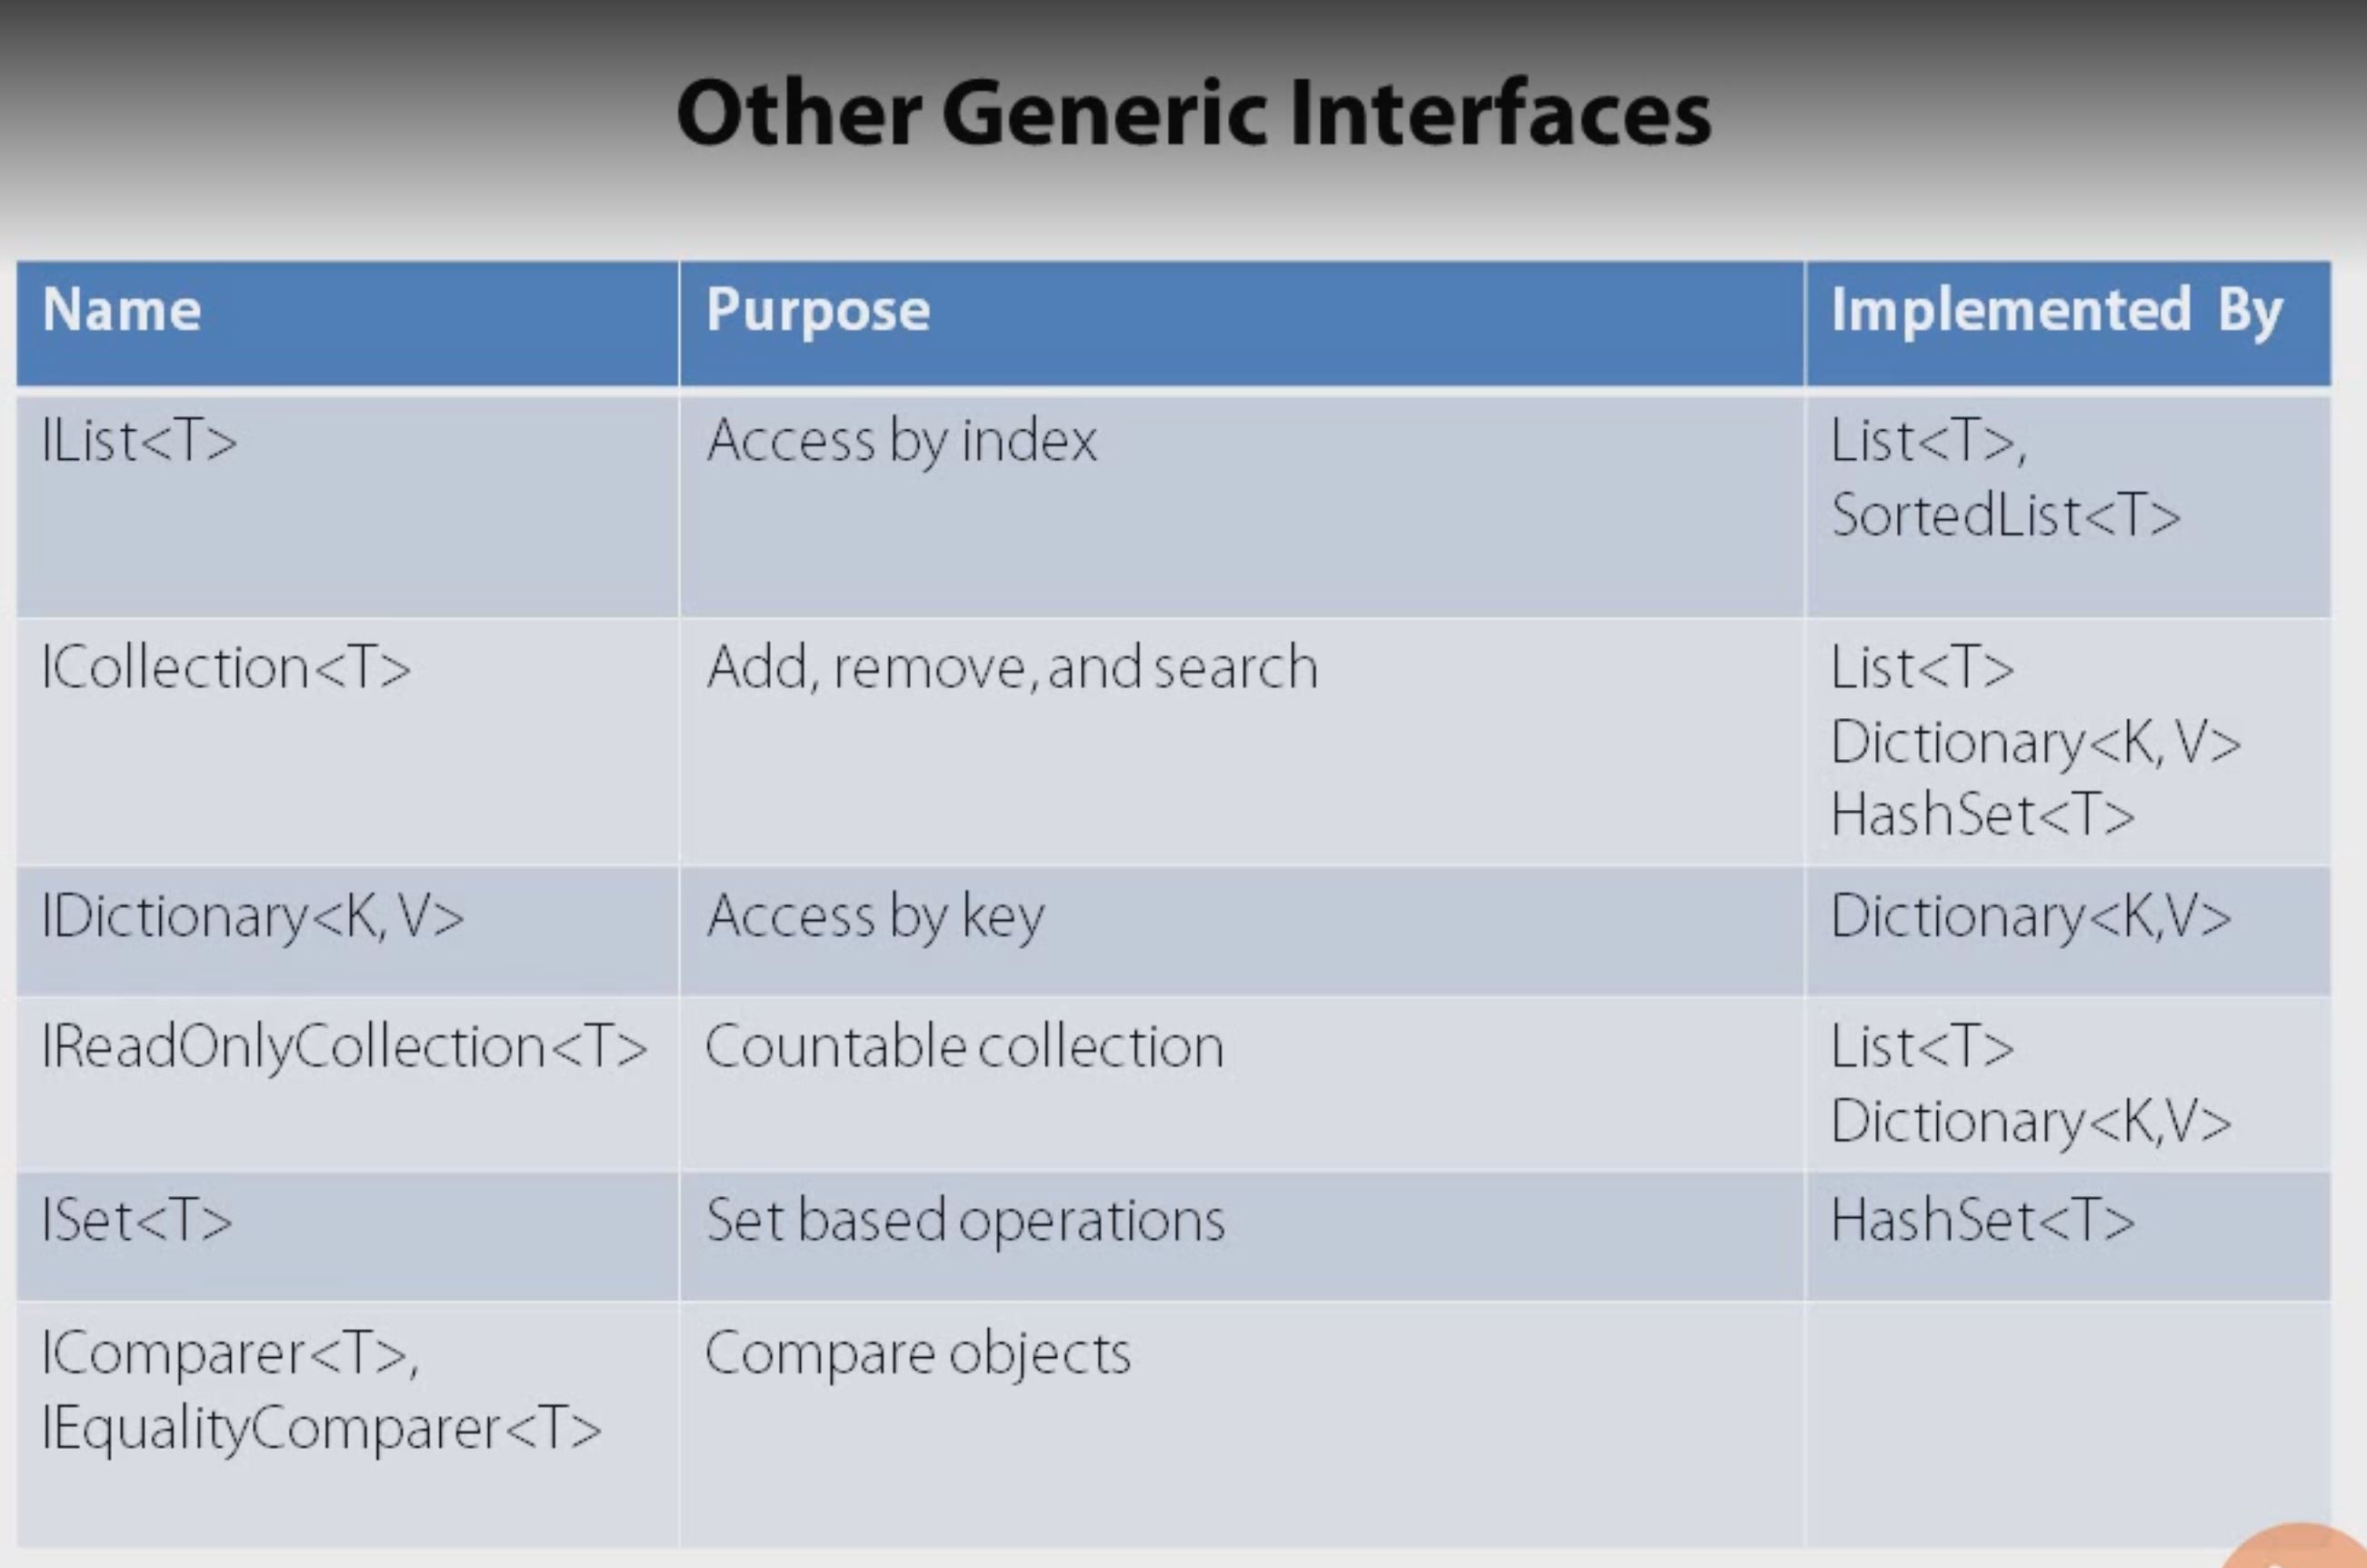 Other Generic Interfaces
Name
Purpose
Implemented By
IList<T>
Access by index
List<T>,
SortedList<T>
ICollection<T>
Add, remove, and search
List<T>
Dictionary<K, V>
HashSet<T>
IDictionary<K, V>
Access by key
Dictionary<K,V>
IReadOnlyCollection<T>
Countable collection
List<T>
Dictionary<K,V>
ISet<T>
Set based operations
HashSet<T>
IComparer<T>,
IEqualityComparer<T>
Compare objects